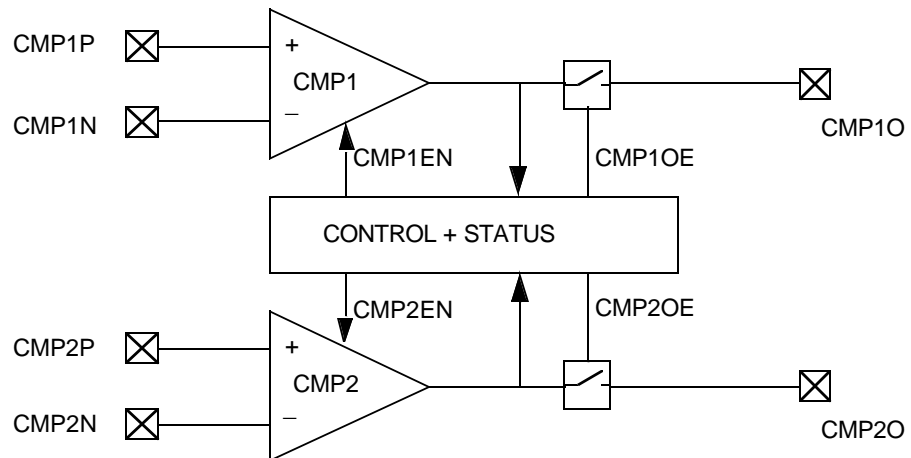 CMP1P
+
CMP1
CMP1N
–
CMP1O
CMP1EN
CMP1OE
CONTROL + STATUS
CMP2EN
CMP2OE
CMP2P
+
CMP2
CMP2N
–
CMP2O